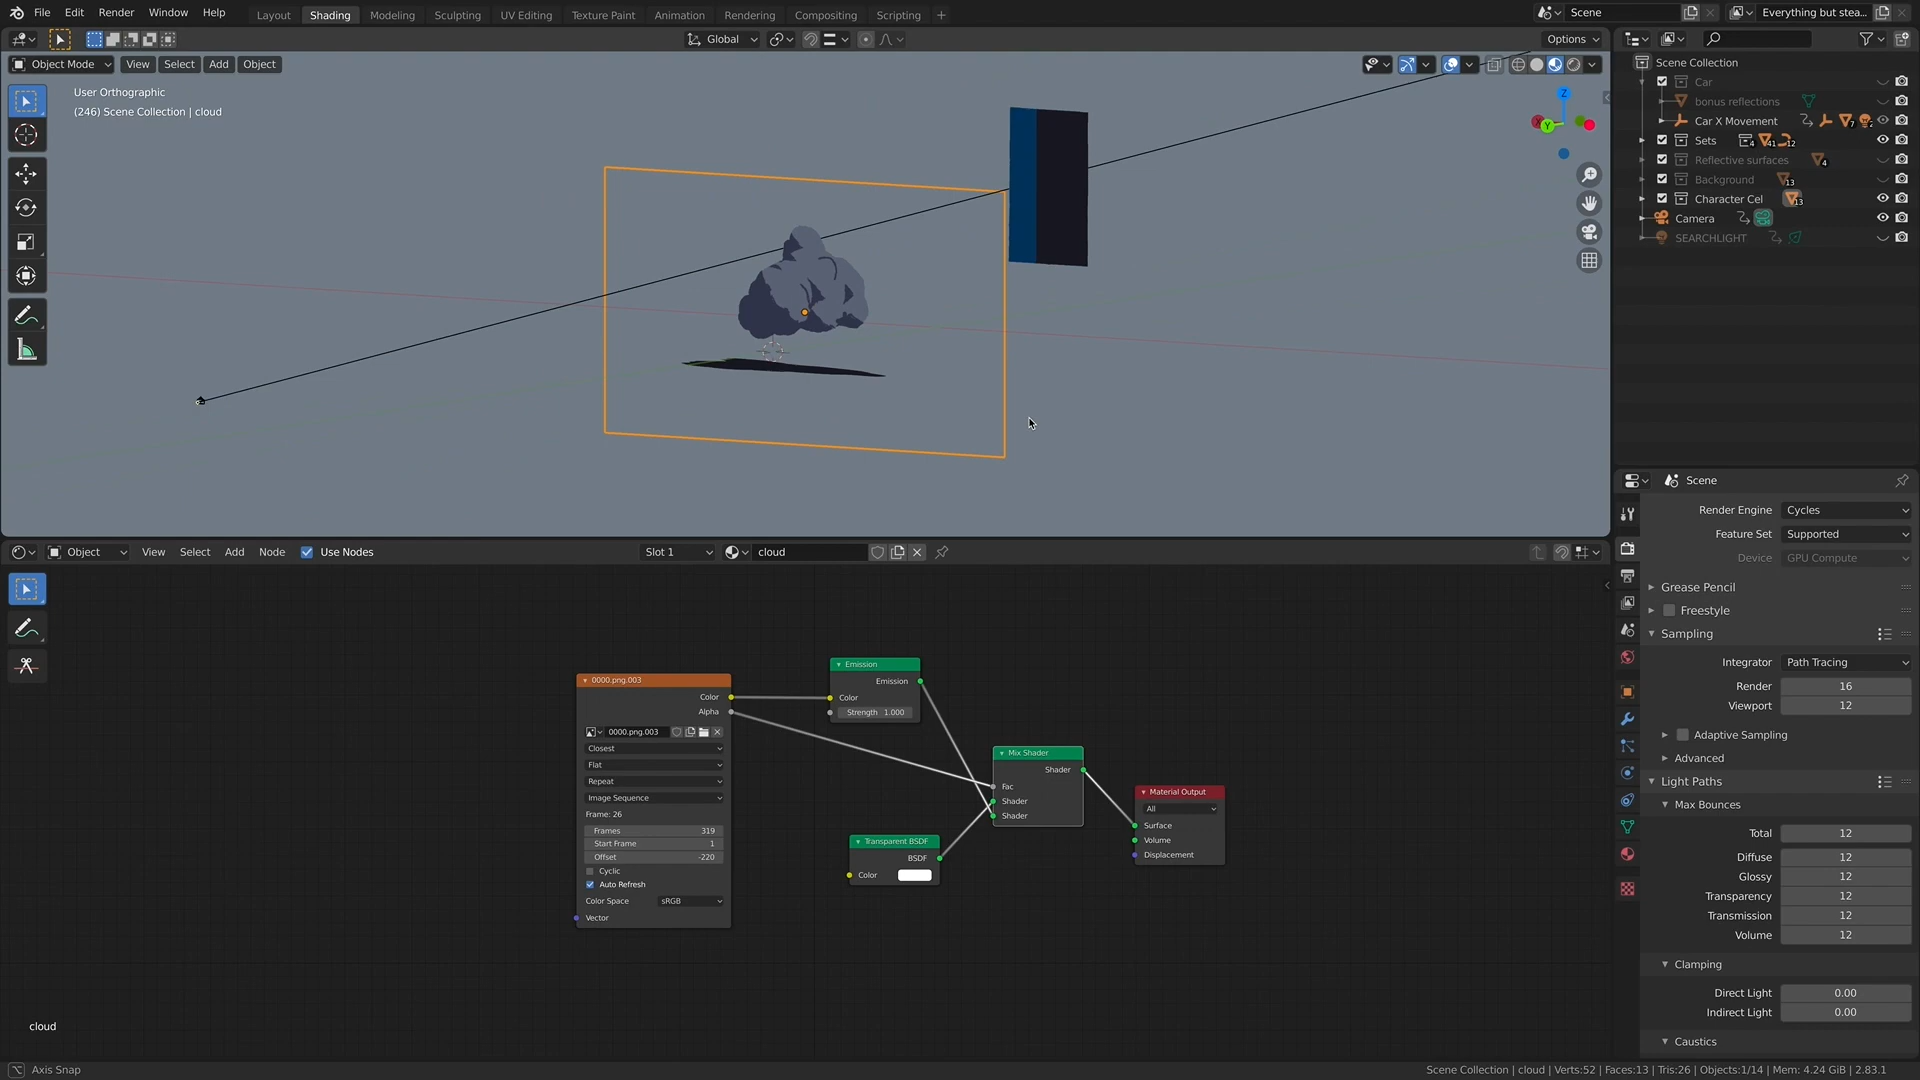 File Edit Render Window Help
Layout Shading Modeling Sculpting UV Editing Texture Paint Animation Rendering Compositing Scripting +
Scene
Everything but stea...
Global
Options
Object Mode View Select Add Object
User Orthographic
(246) Scene Collection | cloud
Z
Y
Scene Collection
Car
bonus reflections
Car X Movement 7 2
Sets 4 41 12
Reflective surfaces 4
Background 13
Character Cel 13
Camera
SEARCHLIGHT
Scene
Render Engine Cycles
Feature Set Supported
Device GPU Compute
Grease Pencil
Freestyle
Sampling
Integrator Path Tracing
Render 16
Viewport 12
Adaptive Sampling
Advanced
Light Paths
Max Bounces
Total 12
Diffuse 12
Glossy 12
Transparency 12
Transmission 12
Volume 12
Clamping
Direct Light 0.00
Indirect Light 0.00
Caustics
Object View Select Add Node Use Nodes
Slot 1 cloud
0000.png.003
Color
Alpha
0000.png.003
Closest
Flat
Repeat
Image Sequence
Frame: 26
Frames 319
Start Frame 1
Offset -220
Cyclic
Auto Refresh
Color Space sRGB
Vector
Emission
Emission
Color
Strength 1.000
Transparent BSDF
BSDF
Color
Mix Shader
Shader
Fac
Shader
Shader
Material Output
All
Surface
Volume
Displacement
cloud
Axis Snap
Scene Collection | cloud | Verts:52 | Faces:13 | Tris:26 | Objects:1/14 | Mem: 4.24 GiB | 2.83.1